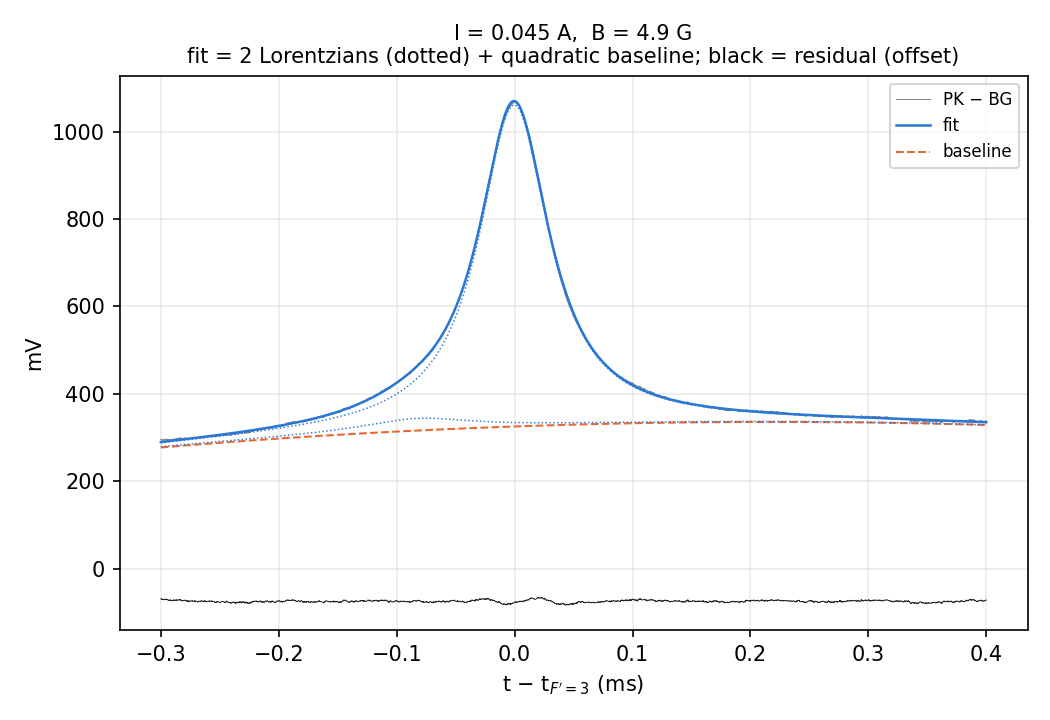 I = 0.045 A,  B = 4.9 G
fit = 2 Lorentzians (dotted) + quadratic baseline; black = residual (offset)
PK − BG
fit
baseline
mV
1000
800
600
400
200
0
−0.3 −0.2 −0.1 0.0 0.1 0.2 0.3 0.4
t − t_{F′=3} (ms)